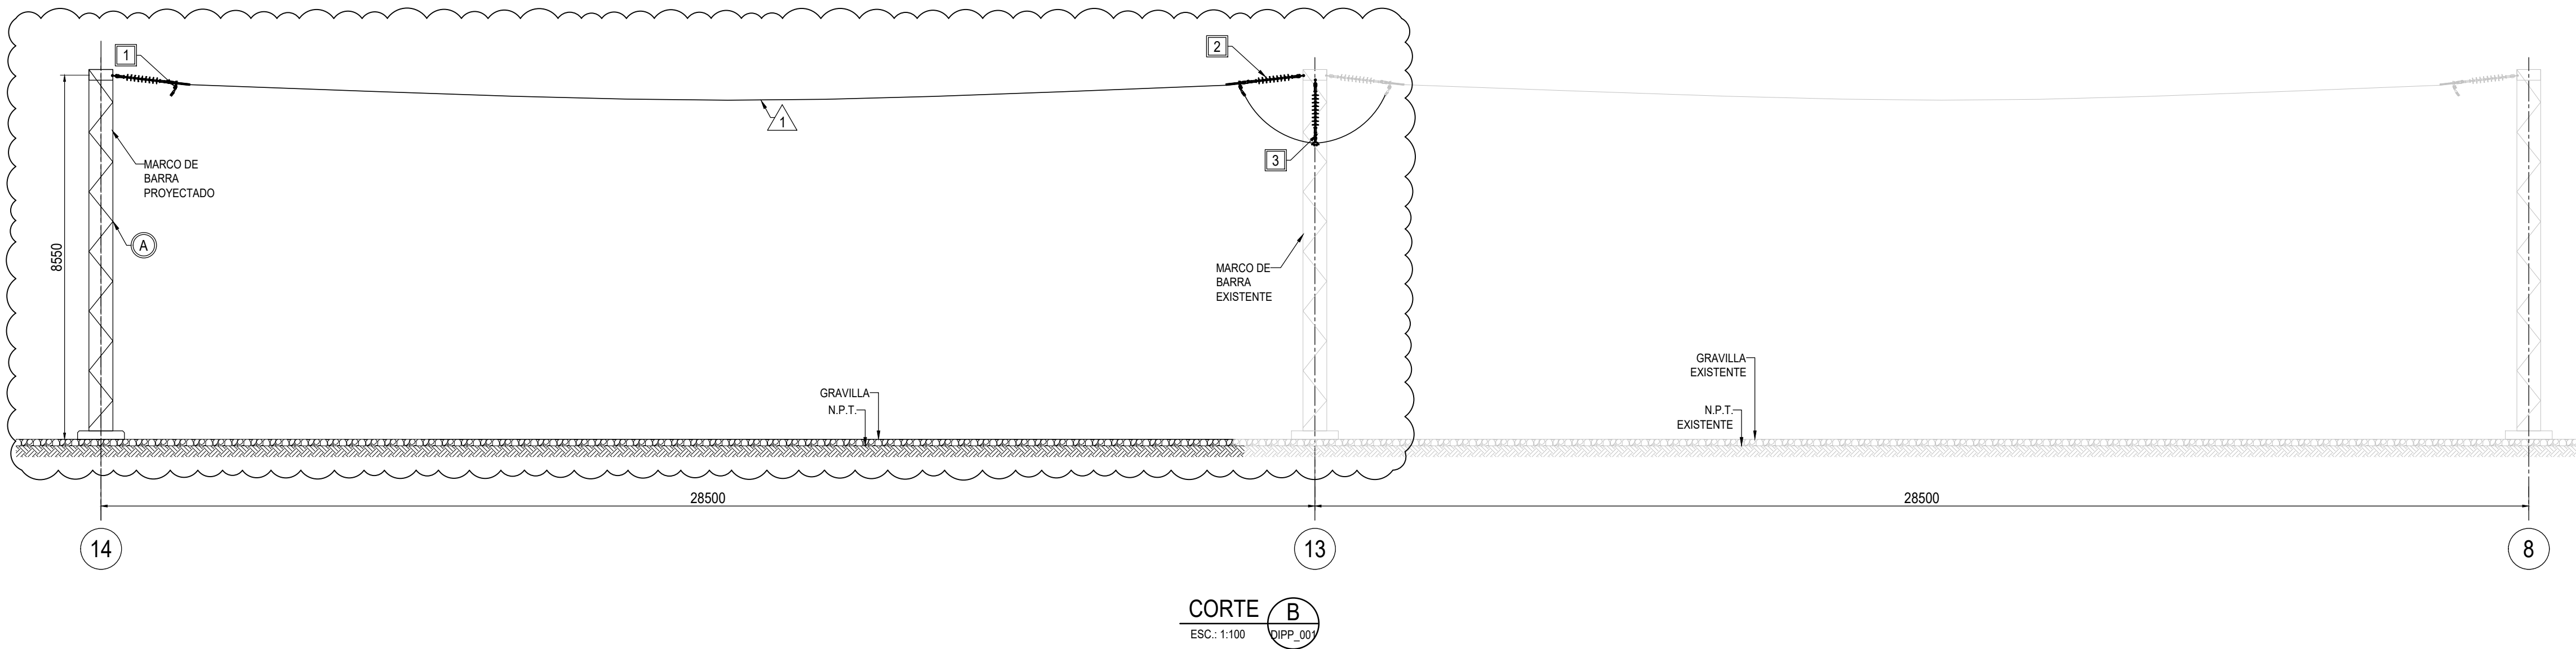 1
2
1
MARCO DE
BARRA
PROYECTADO
3
A
8550
MARCO DE
BARRA
EXISTENTE
GRAVILLA
N.P.T.
GRAVILLA
EXISTENTE
N.P.T.
EXISTENTE
28500
28500
14
13
8
CORTE
B
ESC.: 1:100
DIPP_001